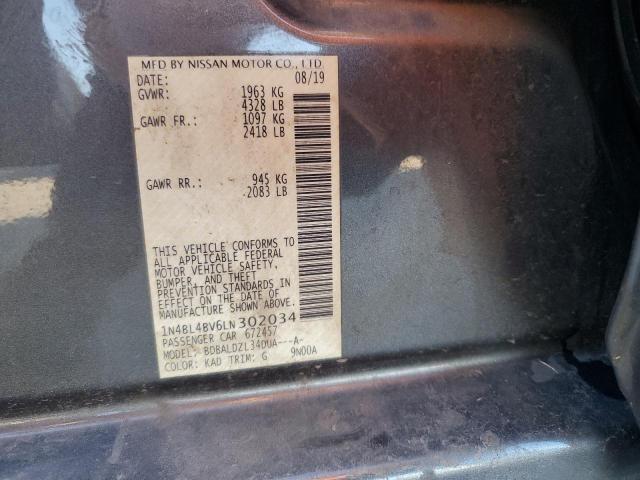 MFD BY NISSAN MOTOR CO., LTD.
DATE: 08/19
GVWR: 1963 KG
4328 LB
GAWR FR.: 1097 KG
2418 LB
GAWR RR.: 945 KG
2083 LB
THIS VEHICLE CONFORMS TO
ALL APPLICABLE FEDERAL
MOTOR VEHICLE SAFETY,
BUMPER, AND THEFT
PREVENTION STANDARDS IN
EFFECT ON THE DATE OF
MANUFACTURE SHOWN ABOVE.
1N4BL4BV6LN302034
PASSENGER CAR 672457
MODEL: BDBALDZL34DUA---A-
COLOR: KAD TRIM: G 9N00A